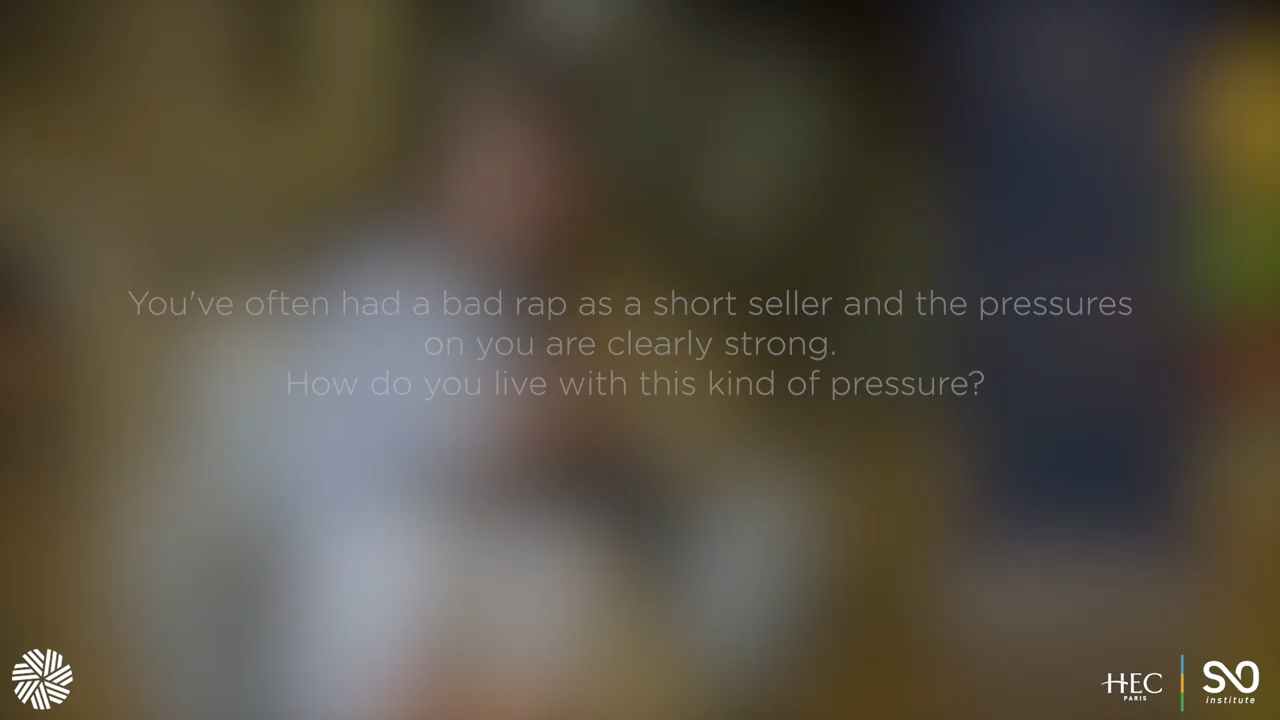 You've often had a bad rap as a short seller and the pressures
on you are clearly strong.
How do you live with this kind of pressure?
HEC
PARIS
SNO
institute